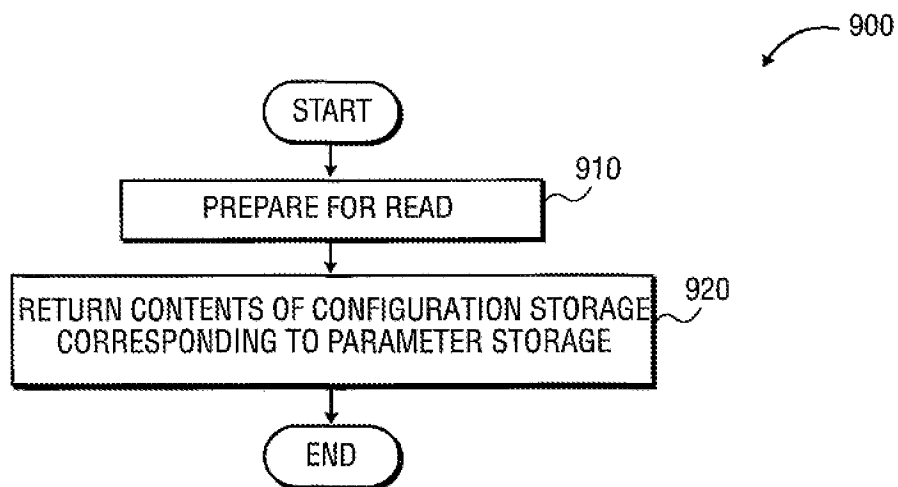 900
START
910
PREPARE FOR READ
920
RETURN CONTENTS OF CONFIGURATION STORAGE
CORRESPONDING TO PARAMETER STORAGE
END